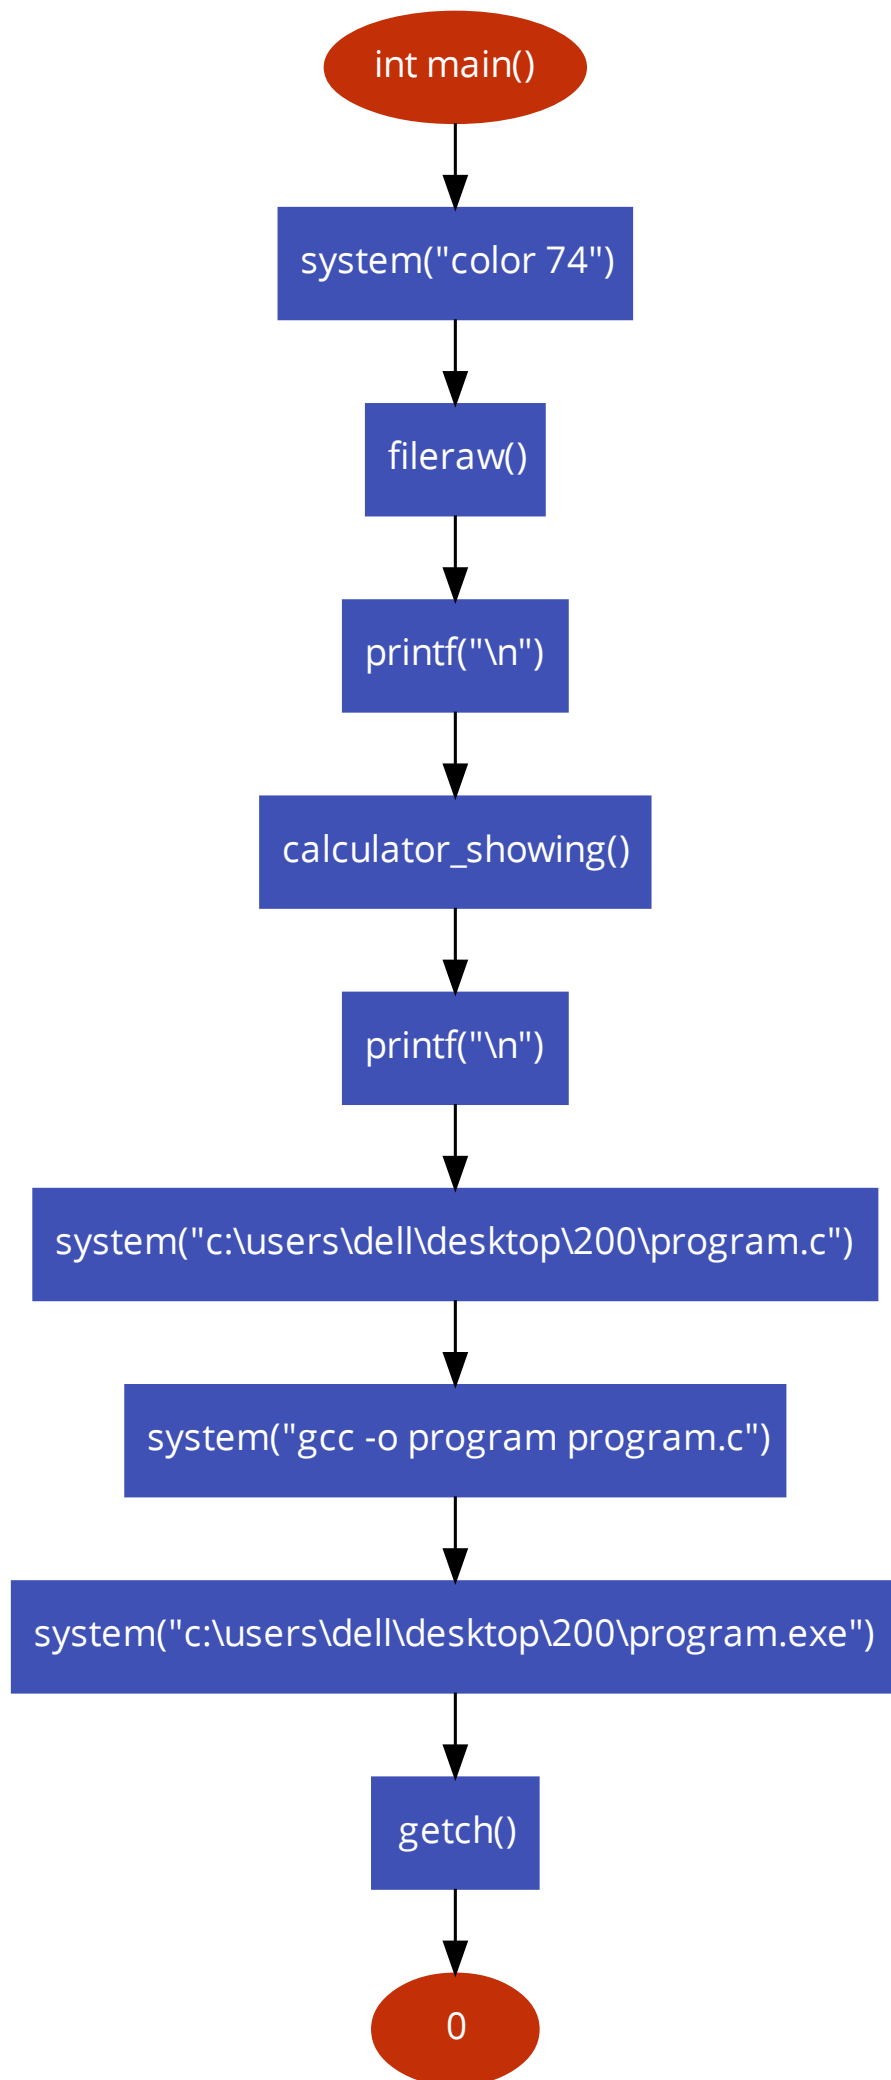 int main()
system("color 74")
fileraw()
printf("\n")
calculator_showing()
printf("\n")
system("c:\users\dell\desktop\200\program.c")
system("gcc -o program program.c")
system("c:\users\dell\desktop\200\program.exe")
getch()
0